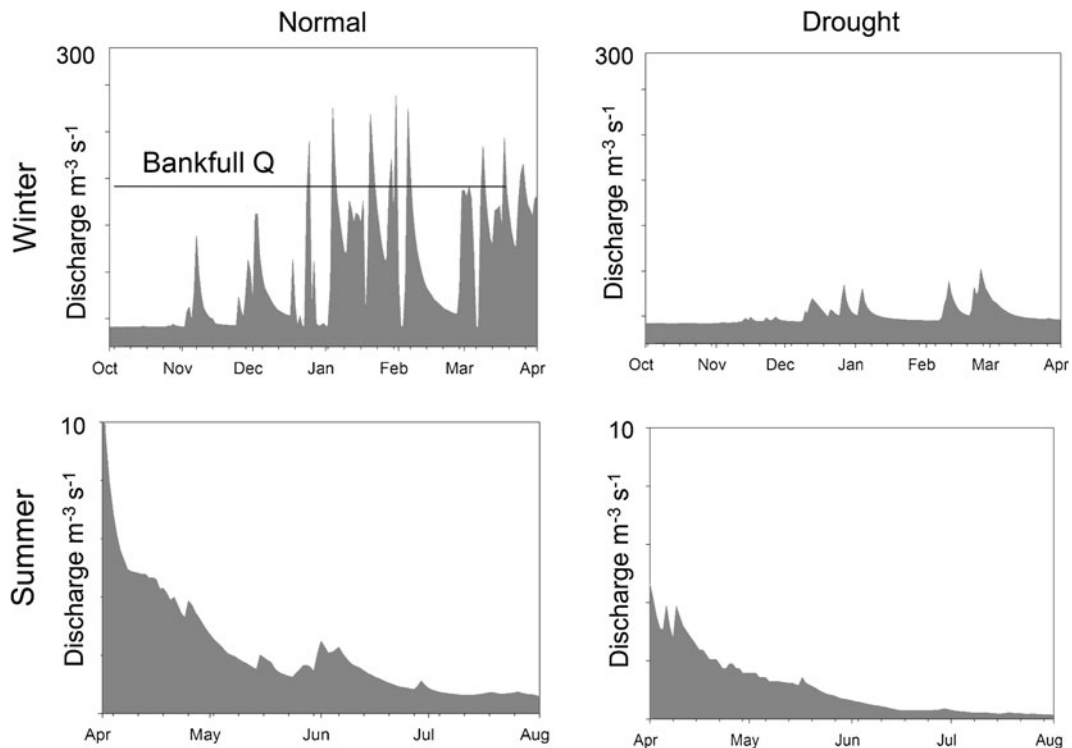 Normal
Drought
Winter
300
Discharge m⁻³ s⁻¹
Bankfull Q
Oct Nov Dec Jan Feb Mar Apr
300
Discharge m⁻³ s⁻¹
Oct Nov Dec Jan Feb Mar Apr
Summer
10
Discharge m⁻³ s⁻¹
Apr May Jun Jul Aug
10
Discharge m⁻³ s⁻¹
Apr May Jun Jul Aug